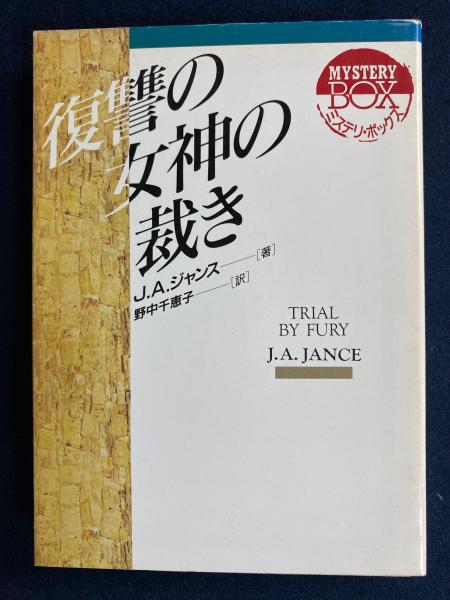 復讐の
女神の
裁き
J.A.ジャンス――[著]
野中千恵子――[訳]
MYSTERY
BOX
ミステリ・ボックス
TRIAL
BY FURY
J.A. JANCE